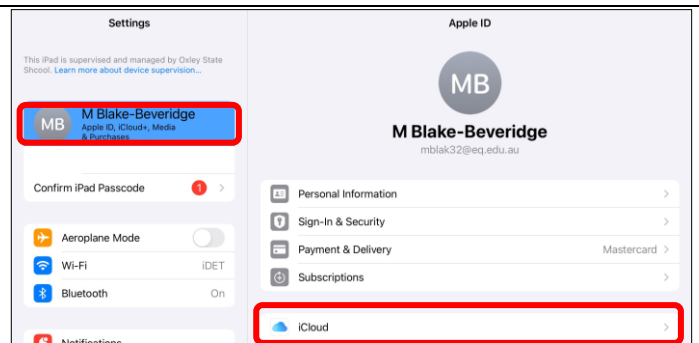 Settings
This iPad is supervised and managed by Oxley State
Shcool. Learn more about device supervision...
MB
M Blake-Beveridge
Apple ID, iCloud+, Media
& Purchases
Confirm iPad Passcode 1
Aeroplane Mode
Wi-Fi iDET
Bluetooth On
Notifications
Apple ID
MB
M Blake-Beveridge
mblak32@eq.edu.au
Personal Information
Sign-In & Security
Payment & Delivery Mastercard
Subscriptions
iCloud